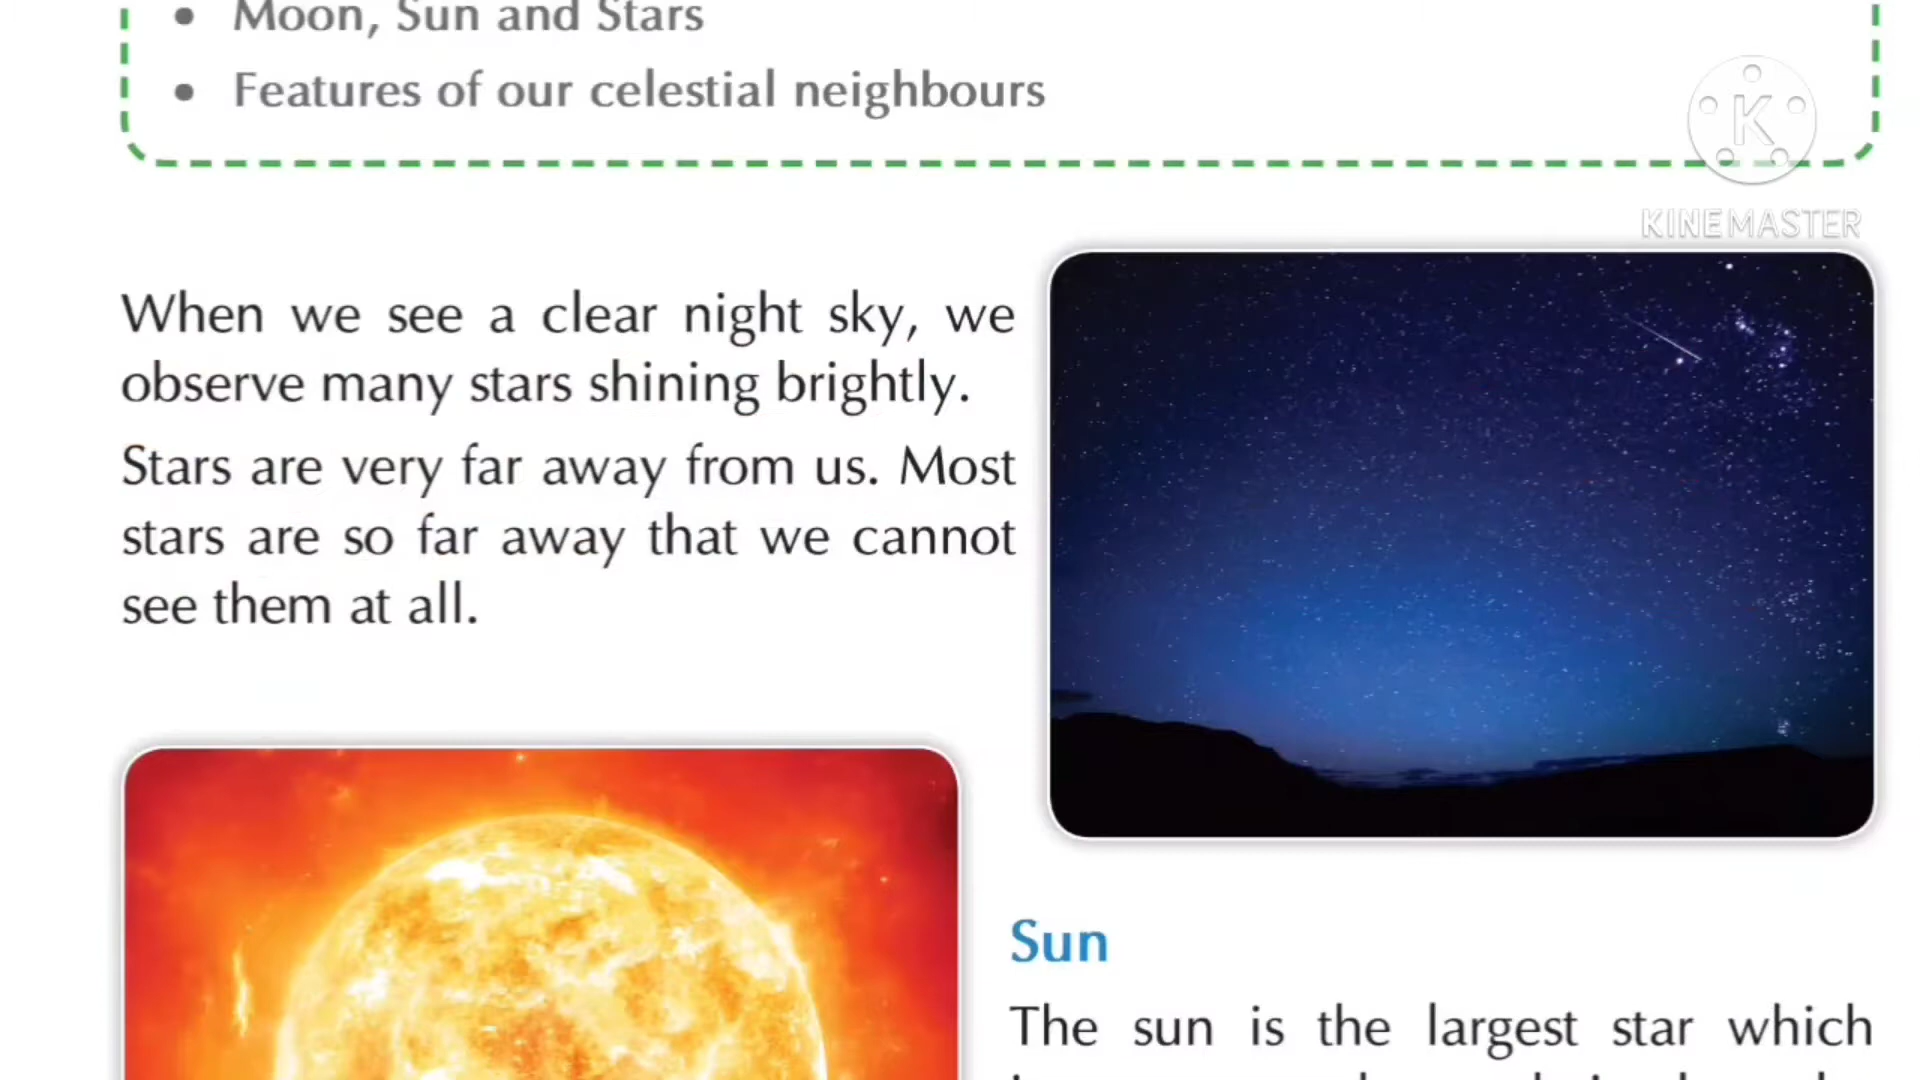 • Moon, Sun and Stars
• Features of our celestial neighbours
K
KINEMASTER
When we see a clear night sky, we
observe many stars shining brightly.
Stars are very far away from us. Most
stars are so far away that we cannot
see them at all.
Sun
The sun is the largest star which